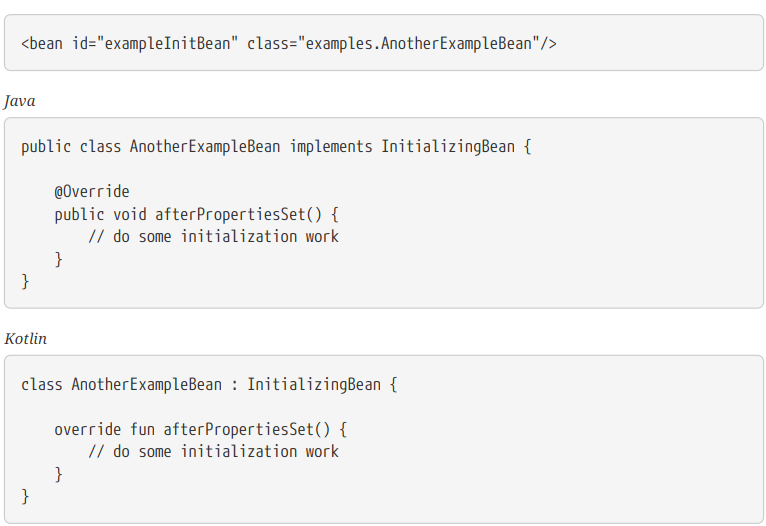 <bean id="exampleInitBean" class="examples.AnotherExampleBean"/>
Java
public class AnotherExampleBean implements InitializingBean {
    @Override
    public void afterPropertiesSet() {
        // do some initialization work
    }
}
Kotlin
class AnotherExampleBean : InitializingBean {
    override fun afterPropertiesSet() {
        // do some initialization work
    }
}